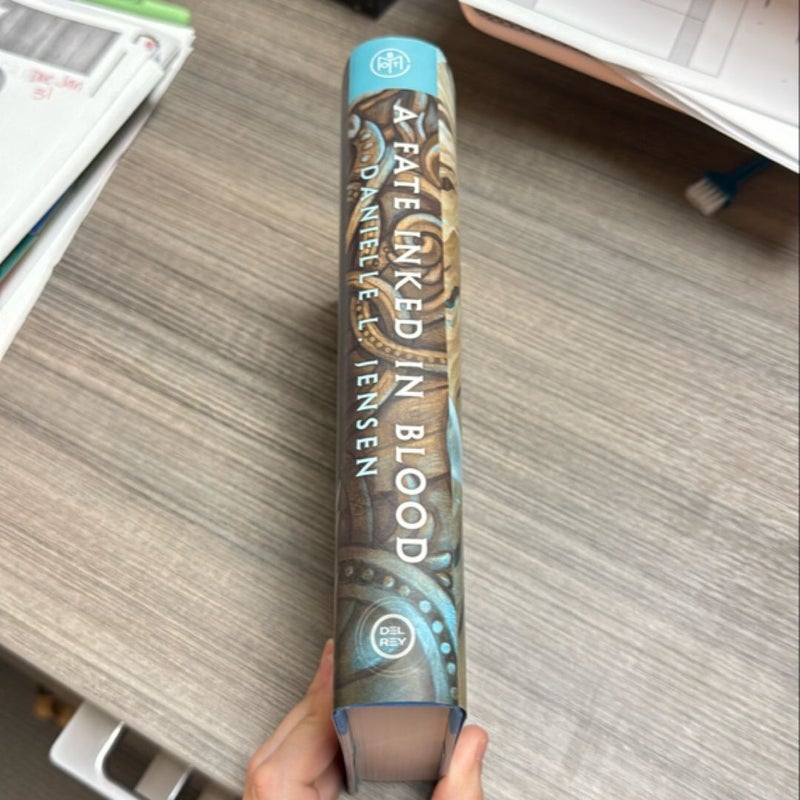 A FATE INKED IN BLOOD
DANIELLE L. JENSEN
DEL
REY